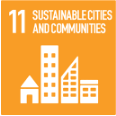 11 SUSTAINABLE CITIES
AND COMMUNITIES